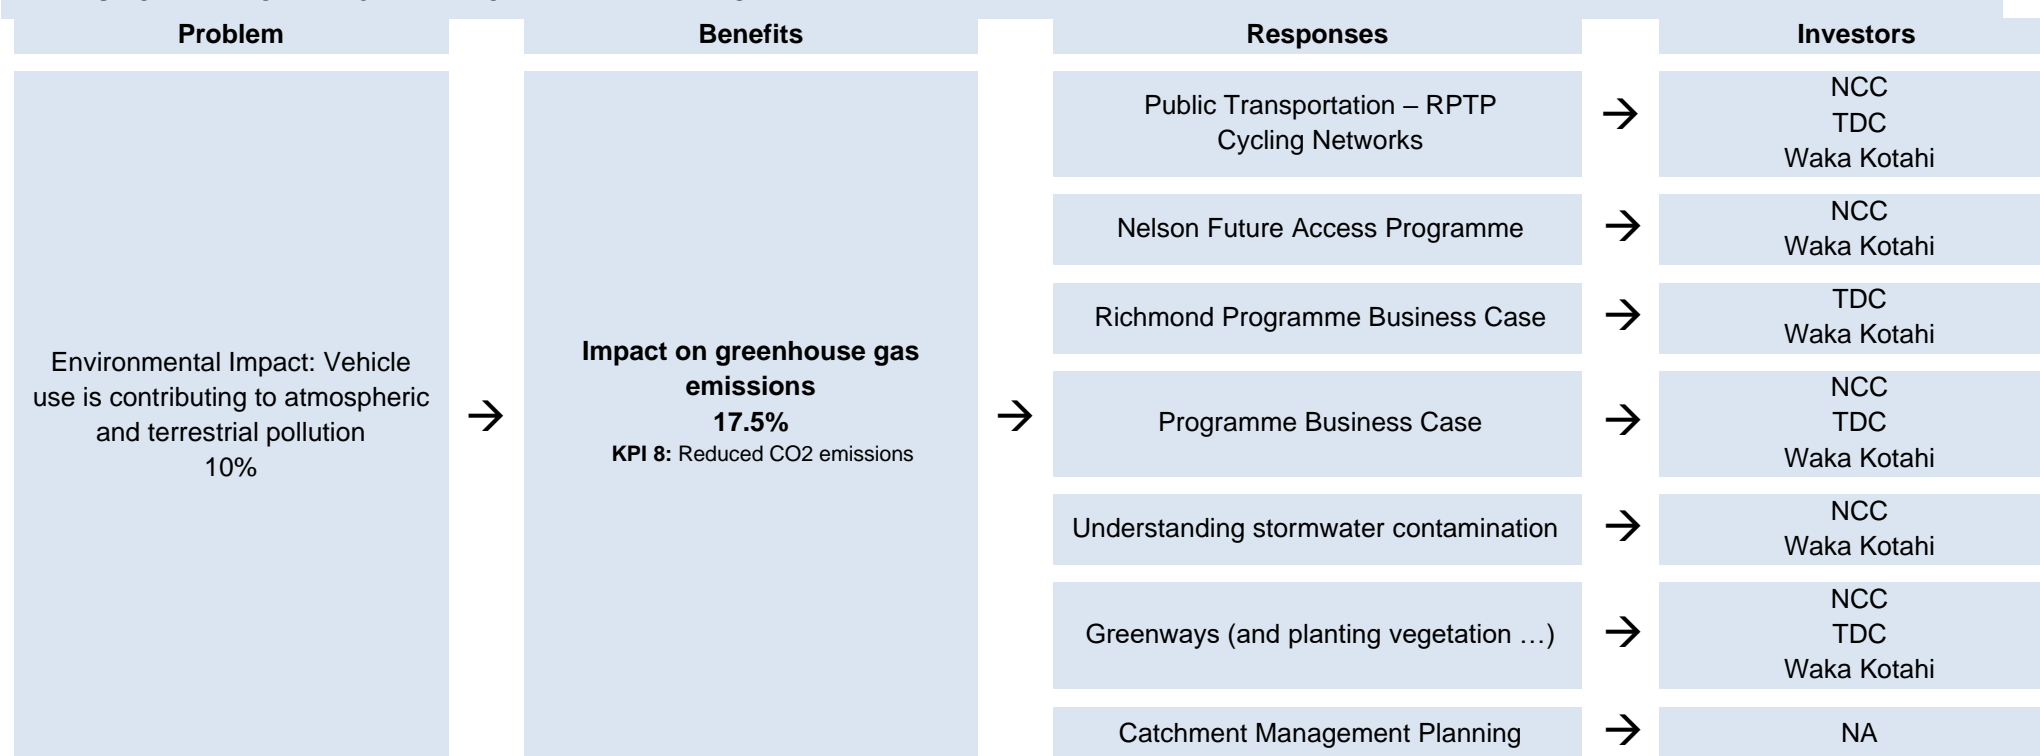 Problem
Benefits
Responses
Investors
Environmental Impact: Vehicle
use is contributing to atmospheric
and terrestrial pollution
10%
→
Impact on greenhouse gas
emissions
17.5%
KPI 8: Reduced CO2 emissions
→
Public Transportation – RPTP
Cycling Networks
→
NCC
TDC
Waka Kotahi
Nelson Future Access Programme
→
NCC
Waka Kotahi
Richmond Programme Business Case
→
TDC
Waka Kotahi
Programme Business Case
→
NCC
TDC
Waka Kotahi
Understanding stormwater contamination
→
NCC
Waka Kotahi
Greenways (and planting vegetation …)
→
NCC
TDC
Waka Kotahi
Catchment Management Planning
→
NA